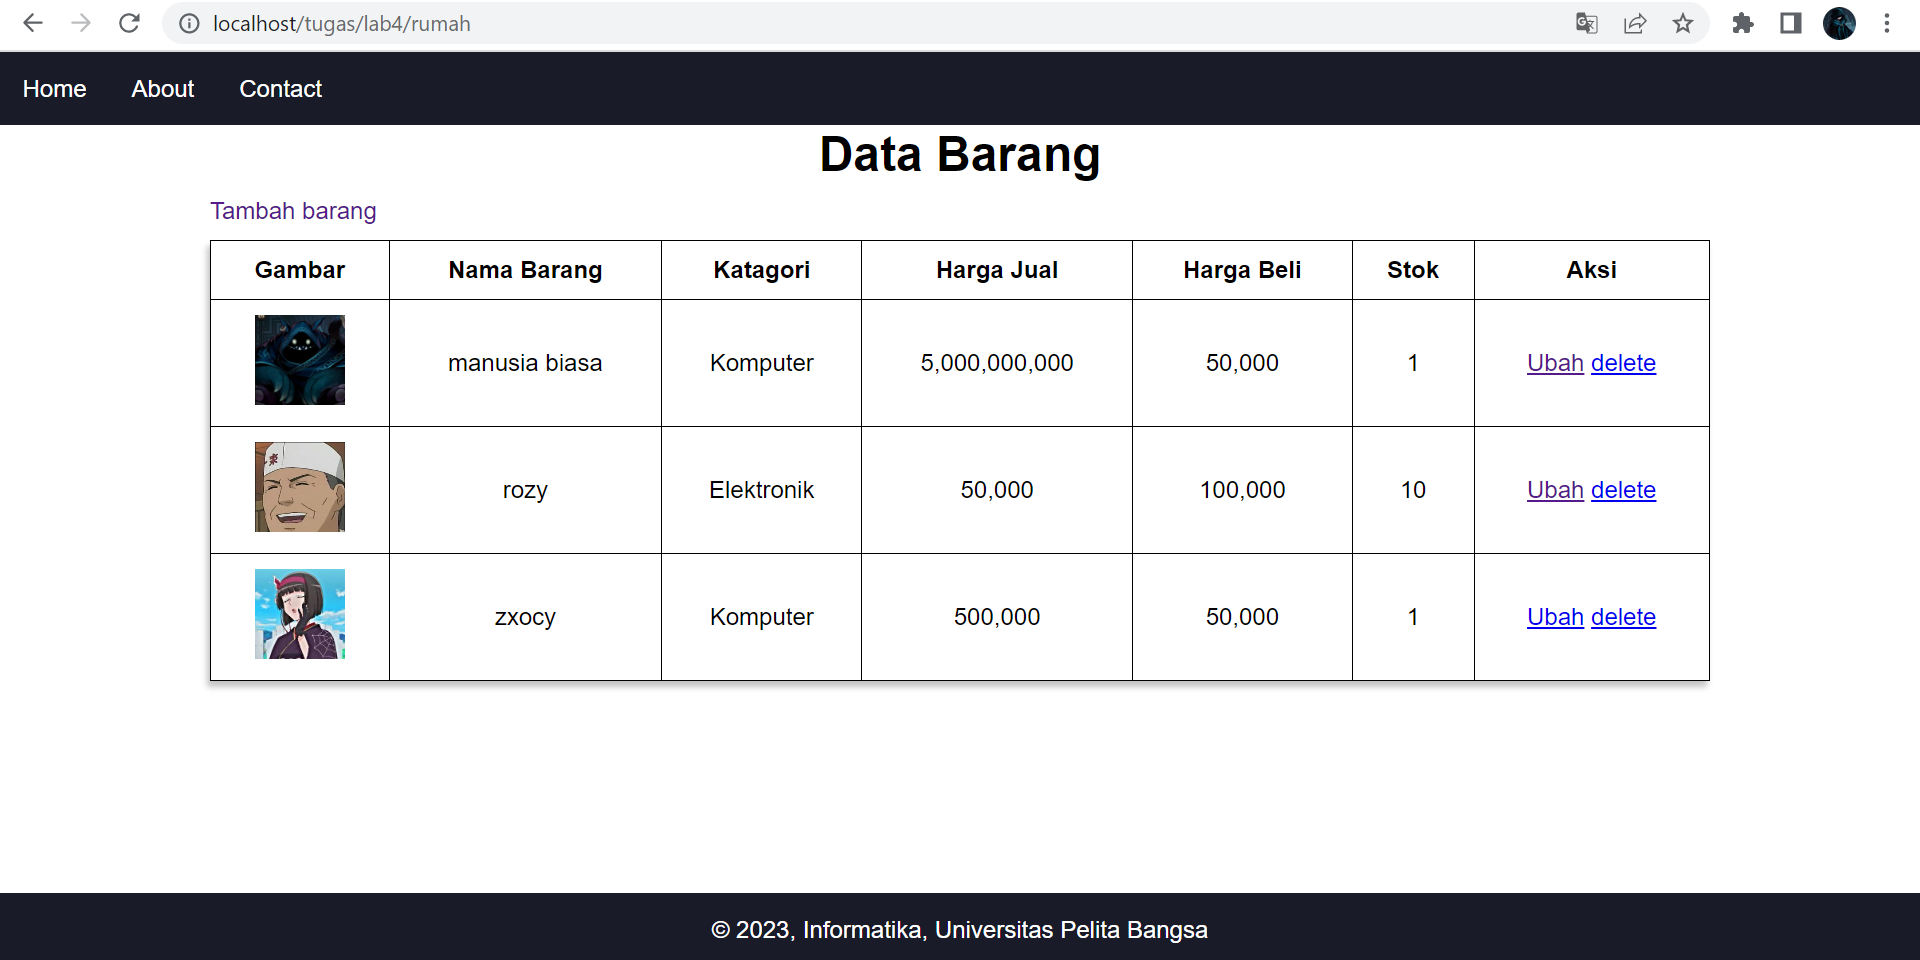 localhost/tugas/lab4/rumah
Home About Contact
Data Barang
Tambah barang
Gambar Nama Barang Katagori Harga Jual Harga Beli Stok Aksi
manusia biasa Komputer 5,000,000,000 50,000 1 Ubah delete
rozy Elektronik 50,000 100,000 10 Ubah delete
zxocy Komputer 500,000 50,000 1 Ubah delete
© 2023, Informatika, Universitas Pelita Bangsa